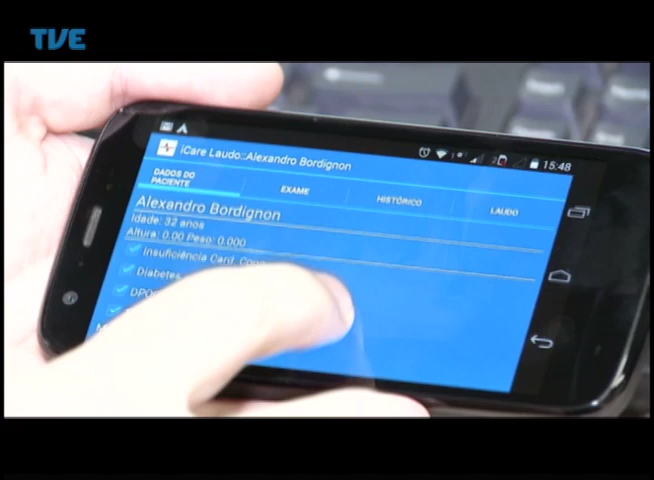 TVE
15:48
iCare Laudo::Alexandro Bordignon
DADOS DO
PACIENTE
EXAME
HISTÓRICO
LAUDO
Alexandro Bordignon
Idade: 32 anos
Altura: 0.00 Peso: 0.000
Insuficiência Card.
Diabetes